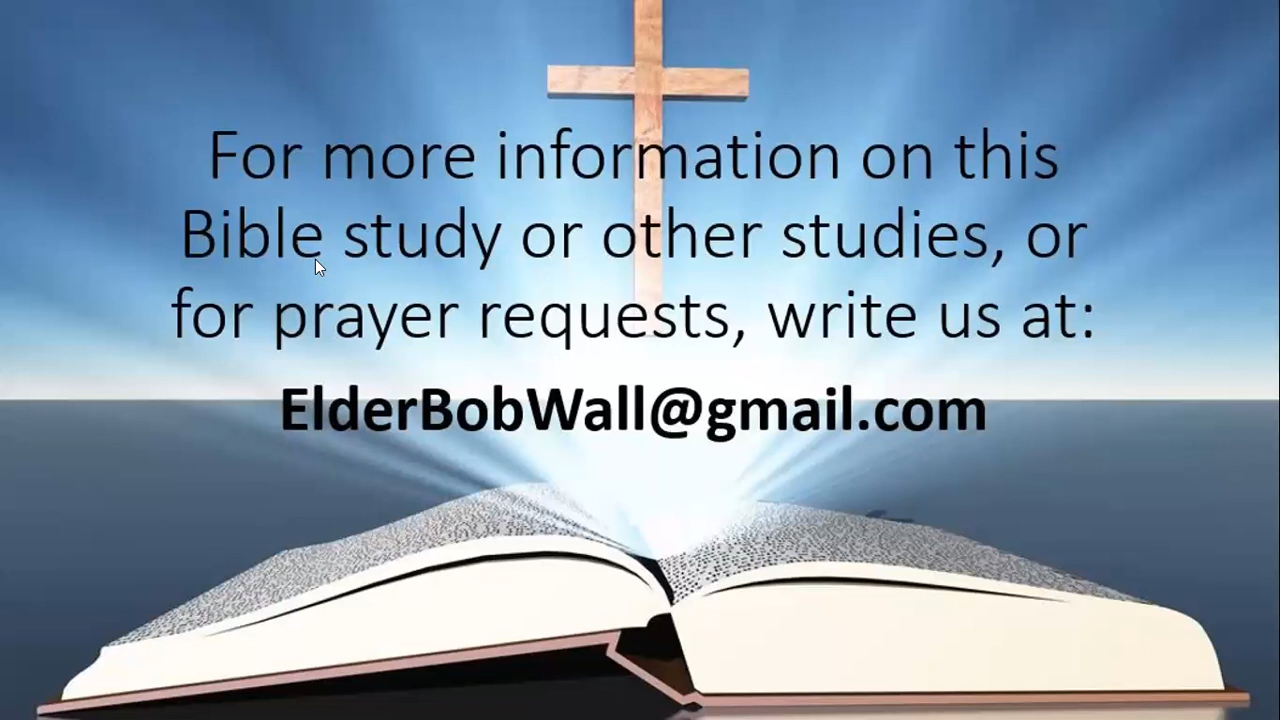 For more information on this
Bible study or other studies, or
for prayer requests, write us at:
ElderBobWall@gmail.com